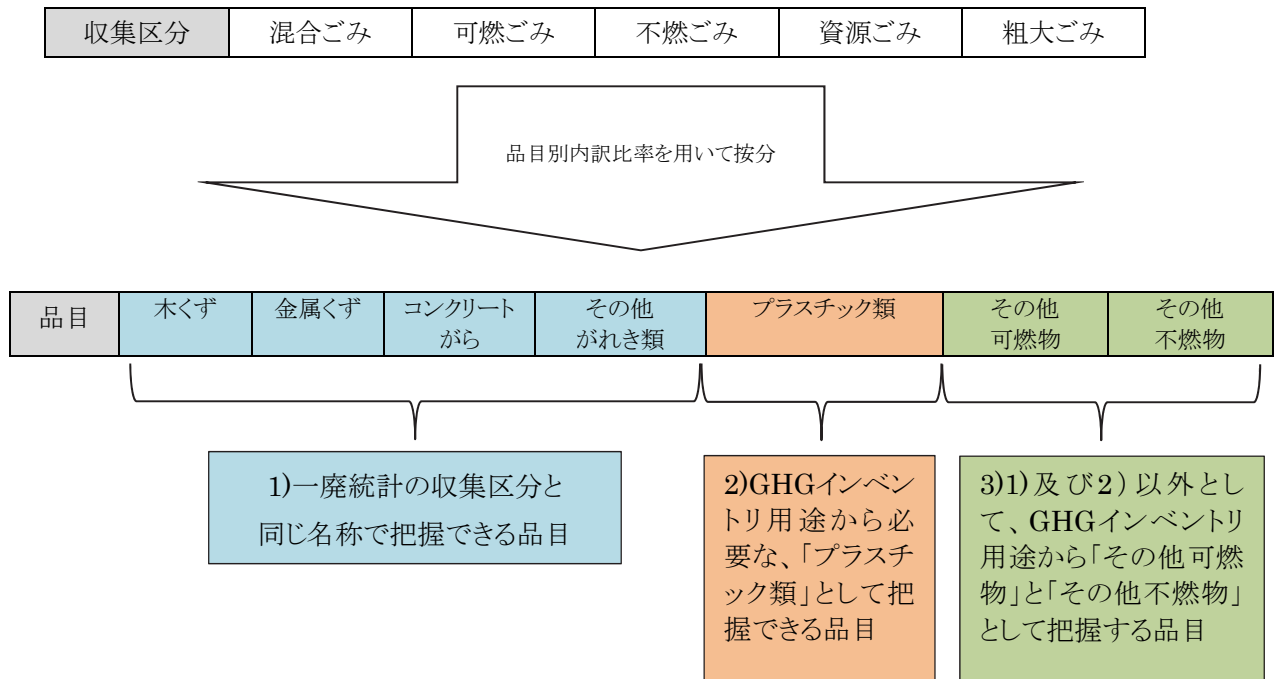 収集区分 混合ごみ 可燃ごみ 不燃ごみ 資源ごみ 粗大ごみ
品目別内訳比率を用いて按分
品目 木くず 金属くず コンクリートがら その他がれき類 プラスチック類 その他可燃物 その他不燃物
1)一廃統計の収集区分と
同じ名称で把握できる品目
2)GHGインベン
トリ用途から必
要な、「プラスチ
ック類」として把
握できる品目
3)1)及び2)以外とし
て、GHGインベントリ
用途から「その他可燃
物」と「その他不燃物」
として把握する品目